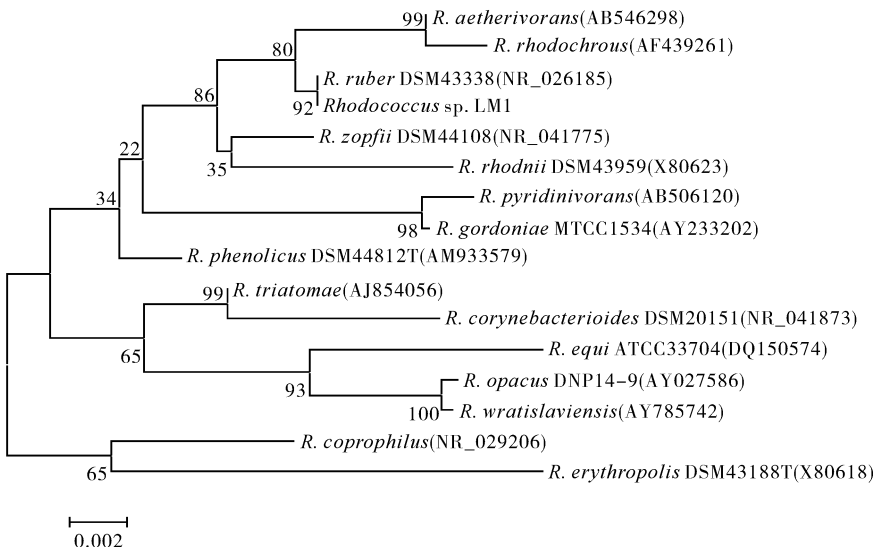 99 R. aetherivorans(AB546298)
R. rhodochrous(AF439261)
80
R. ruber DSM43338(NR_026185)
86
92 Rhodococcus sp. LM1
R. zopfii DSM44108(NR_041775)
22
35 R. rhodnii DSM43959(X80623)
34
R. pyridinivorans(AB506120)
98 R. gordoniae MTCC1534(AY233202)
R. phenolicus DSM44812T(AM933579)
99 R. triatomae(AJ854056)
R. corynebacterioides DSM20151(NR_041873)
65
R. equi ATCC33704(DQ150574)
93
R. opacus DNP14-9(AY027586)
100 R. wratislaviensis(AY785742)
R. coprophilus(NR_029206)
65 R. erythropolis DSM43188T(X80618)
0.002